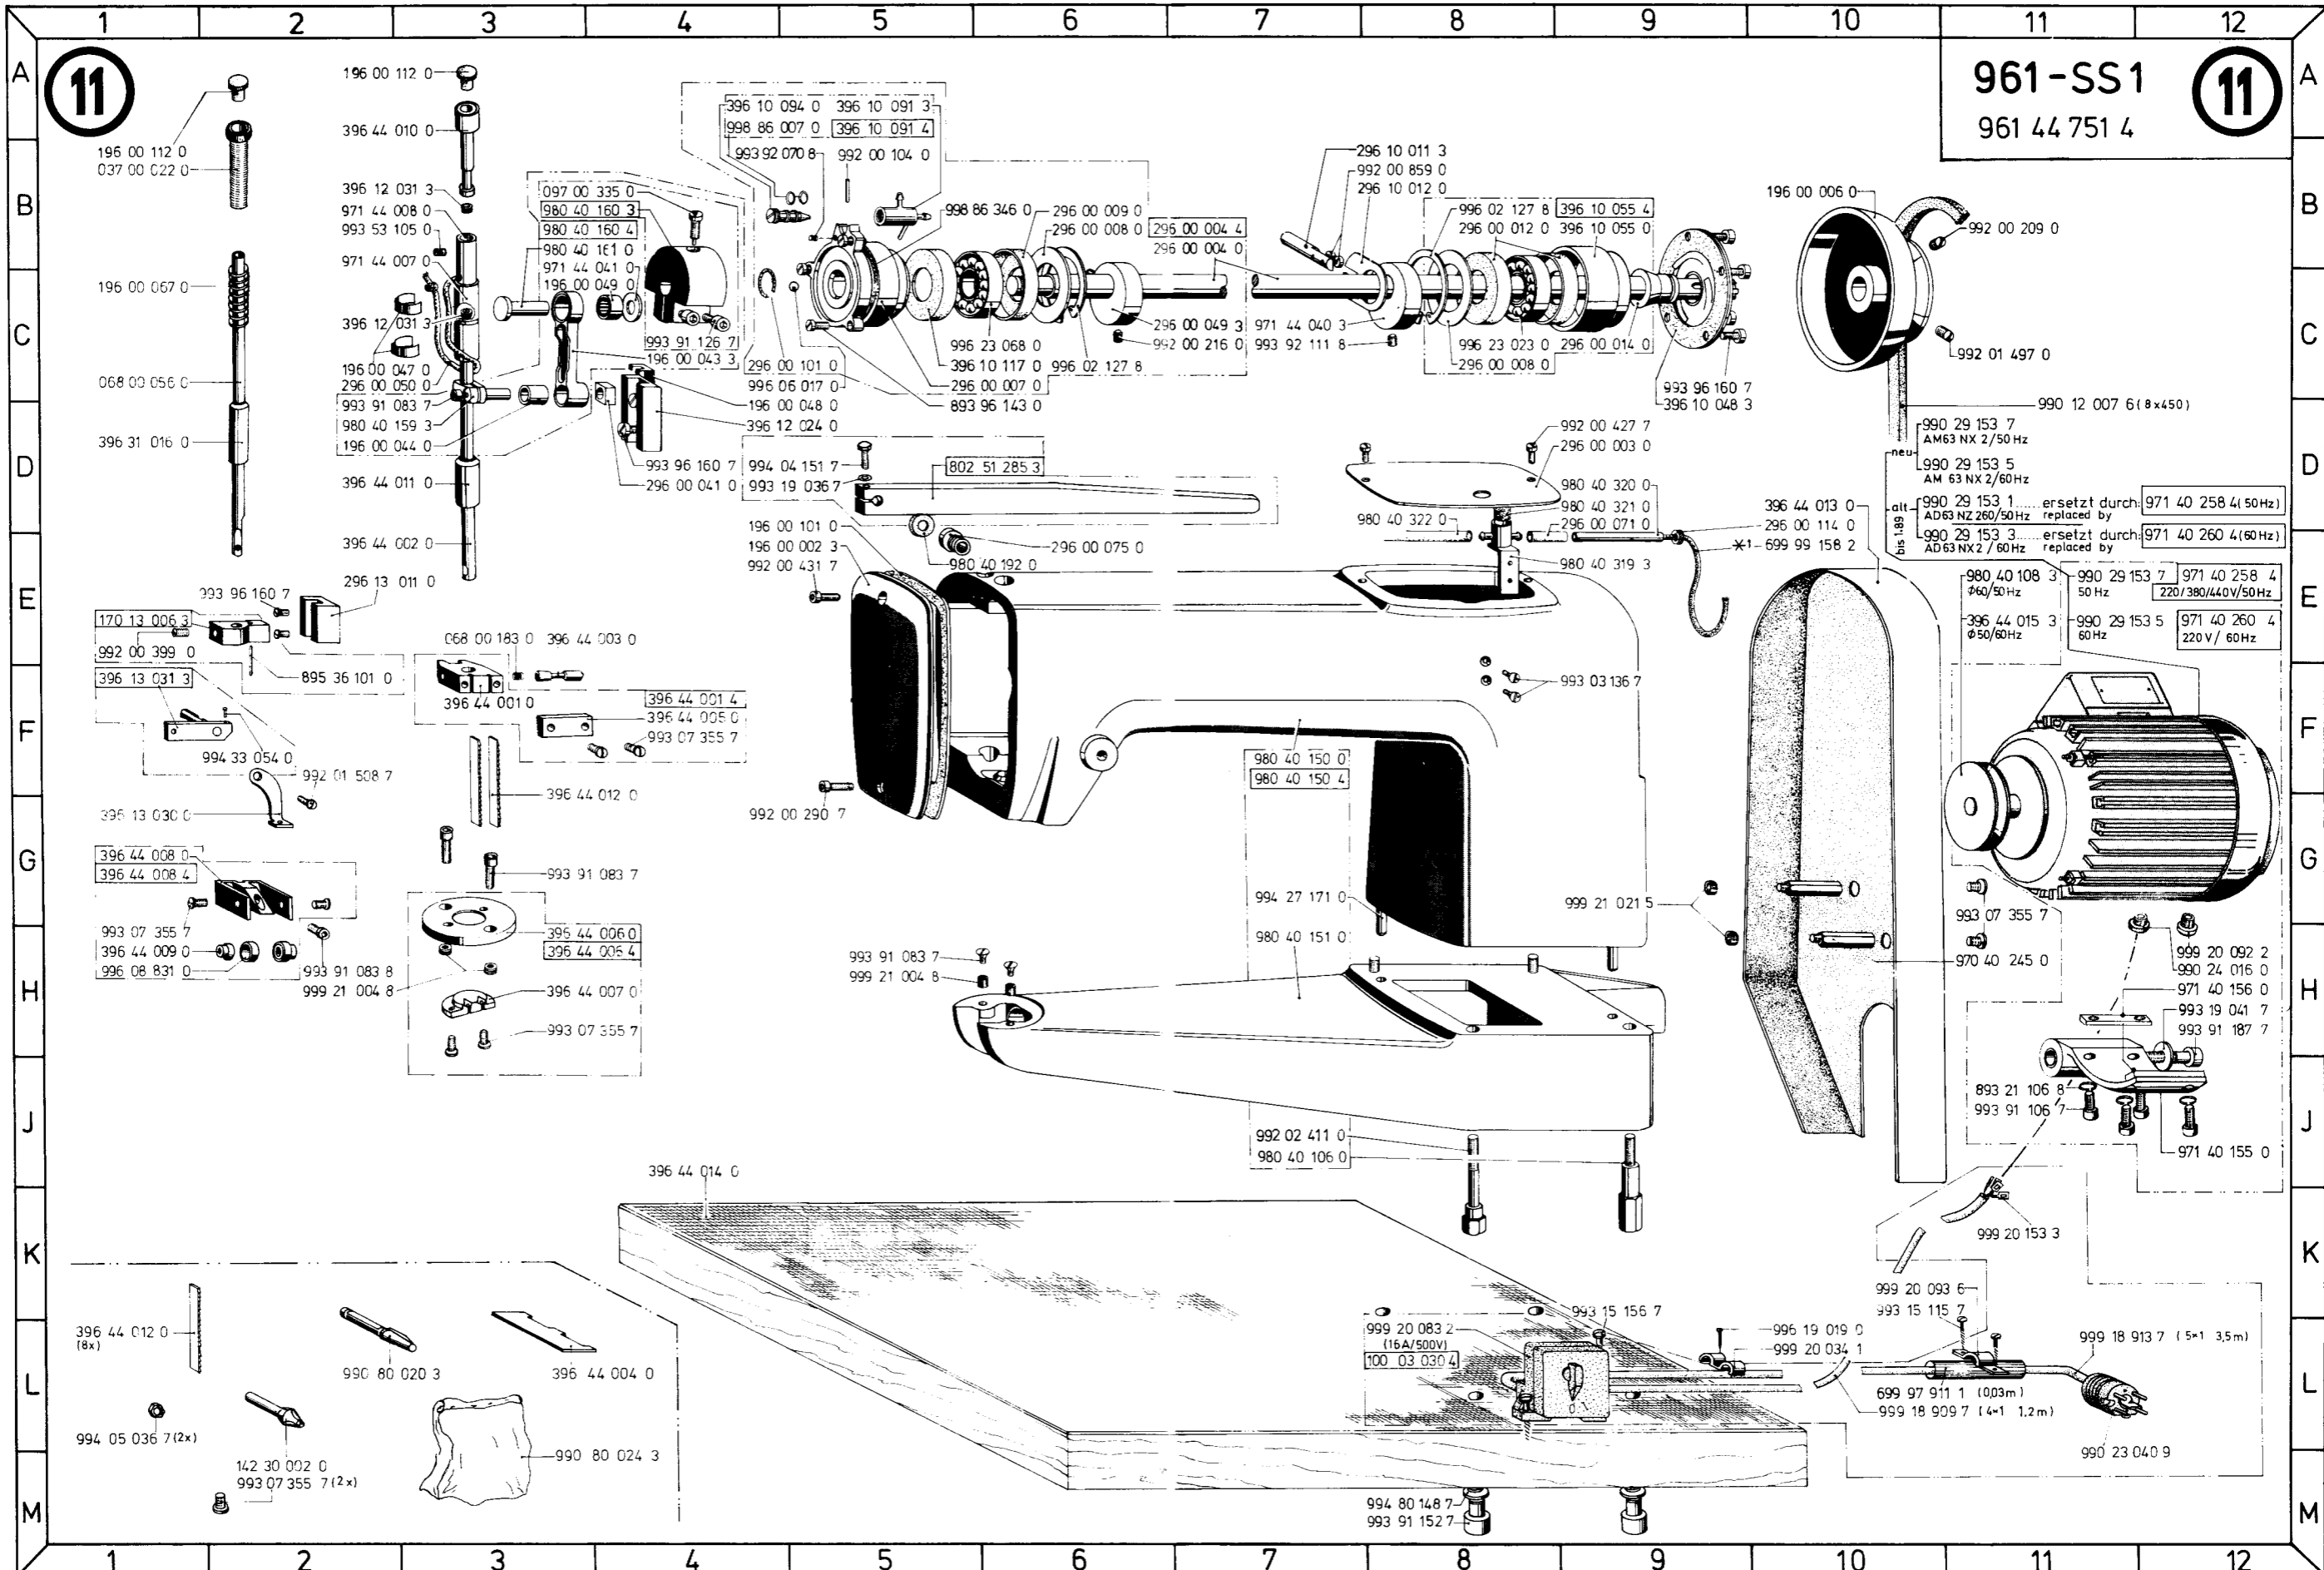 1 2 3 4 5 6 7 8 9 10 11 12
A
B
C
D
E
F
G
H
J
K
L
M
11
961-SS1
961 44 751 4
11
196 00 112 0
037 00 022 0
196 00 067 0
068 00 056 0
396 31 016 0
196 00 112 0
396 44 010 0
396 12 031 3
971 44 008 0
993 53 105 0
971 44 007 0
396 12 031 3
196 00 047 0
296 00 050 0
993 91 083 7
980 40 159 3
196 00 044 0
396 44 011 0
396 44 002 0
097 00 335 0
980 40 160 3
980 40 160 4
980 40 161 0
971 44 041 0
196 00 049 0
993 91 126 7
196 00 043 3
196 00 048 0
396 12 024 0
993 96 160 7
296 00 041 0
396 10 094 0
396 10 091 3
998 86 007 0
396 10 091 4
993 92 070 8
992 00 104 0
998 86 346 0
296 00 009 0
296 00 008 0
296 00 004 4
296 00 004 0
296 00 101 0
996 06 017 0
996 23 068 0
396 10 117 0
296 00 007 0
893 96 143 0
996 02 127 8
296 00 049 3
992 00 216 0
296 10 011 3
992 00 859 0
296 10 012 0
996 02 127 8
396 10 055 4
296 00 012 0
396 10 055 0
971 44 040 3
993 92 111 8
996 23 023 0
296 00 008 0
296 00 014 0
993 96 160 7
396 10 048 3
196 00 006 0
992 00 209 0
992 01 497 0
990 12 007 6 (8x450)
neu
990 29 153 7
AM63 NX 2/50 Hz
990 29 153 5
AM 63 NX 2/60Hz
alt
bis 1.89
990 29 153 1 .... ersetzt durch: 971 40 258 4 (50Hz)
AD63 NZ 260/50 Hz replaced by
990 29 153 3 ..... ersetzt durch: 971 40 260 4 (60Hz)
AD63 NX 2 / 60Hz replaced by
994 04 151 7
993 19 036 7
802 51 285 3
196 00 101 0
196 00 002 3
992 00 431 7
980 40 192 0
296 00 075 0
992 00 427 7
296 00 003 0
980 40 320 0
980 40 321 0
980 40 322 0
296 00 071 0
980 40 319 3
396 44 013 0
296 00 114 0
*1 699 99 158 2
980 40 108 3
φ60/50Hz
990 29 153 7
50 Hz
971 40 258 4
220/380/440V/50Hz
396 44 015 3
φ50/60Hz
990 29 153 5
60Hz
971 40 260 4
220 V / 60Hz
296 13 011 0
993 96 160 7
170 13 006 3
992 00 399 0
895 36 101 0
396 13 031 3
994 33 054 0
992 01 508 7
396 13 030 0
068 00 183 0
396 44 003 0
396 44 001 0
396 44 001 4
396 44 005 0
993 07 355 7
396 44 012 0
396 44 008 0
396 44 008 4
993 07 355 7
396 44 009 0
996 08 831 0
993 91 083 8
999 21 004 8
993 91 083 7
396 44 006 0
396 44 006 4
396 44 007 0
993 07 355 7
992 00 290 7
993 03 136 7
980 40 150 0
980 40 150 4
994 27 171 0
980 40 151 0
993 91 083 7
999 21 004 8
999 21 021 5
993 07 355 7
970 40 245 0
999 20 092 2
990 24 016 0
971 40 156 0
993 19 041 7
993 91 187 7
893 21 106 8
993 91 106 7
971 40 155 0
992 02 411 0
980 40 106 0
396 44 014 0
999 20 153 3
999 20 093 6
993 15 115 7
999 18 913 7 (5×1 3,5m)
993 15 156 7
999 20 083 2
(16A/500V)
100 03 030 4
996 19 019 0
999 20 034 1
699 97 911 1 (0,03m)
999 18 909 7 (4×1 1,2m)
990 23 040 9
994 80 148 7
993 91 152 7
396 44 012 0
(8x)
990 80 020 3
396 44 004 0
994 05 036 7 (2x)
142 30 002 0
993 07 355 7 (2x)
990 80 024 3
1 2 3 4 5 6 7 8 9 10 11 12
A
B
C
D
E
F
G
H
J
K
L
M